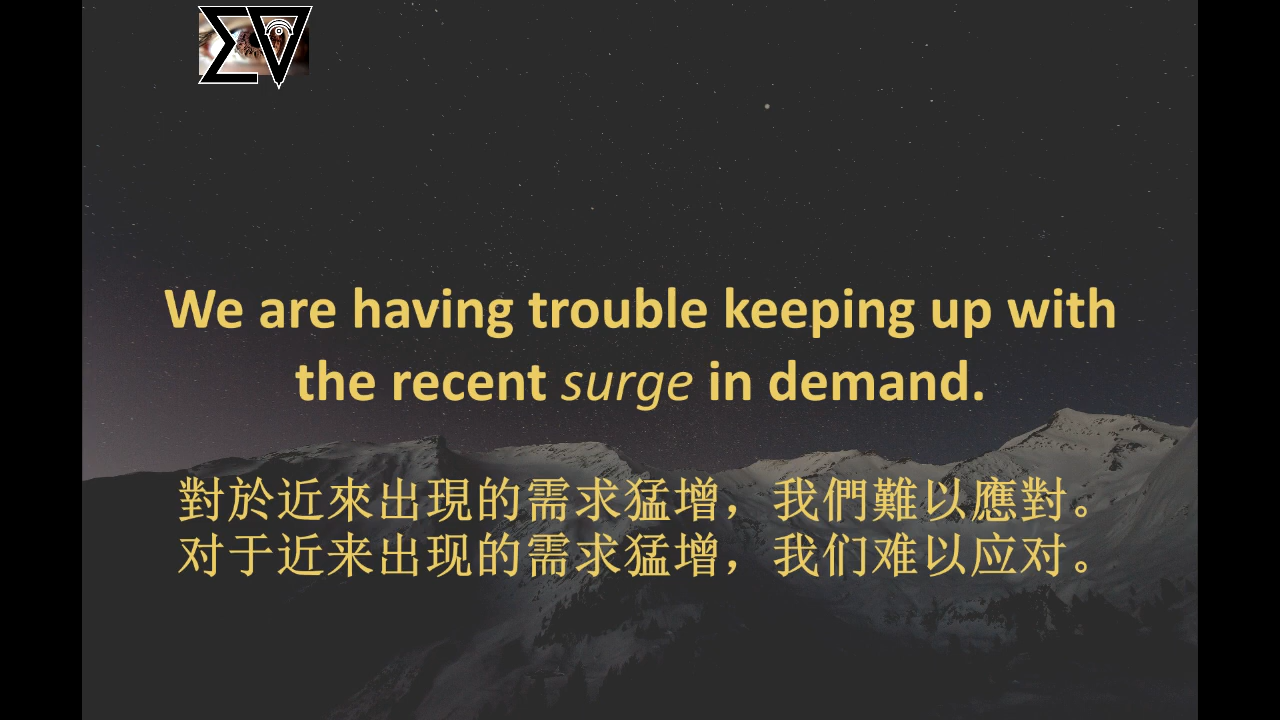 We are having trouble keeping up with
the recent surge in demand.
對於近來出現的需求猛增，我們難以應對。
对于近来出现的需求猛增，我们难以应对。